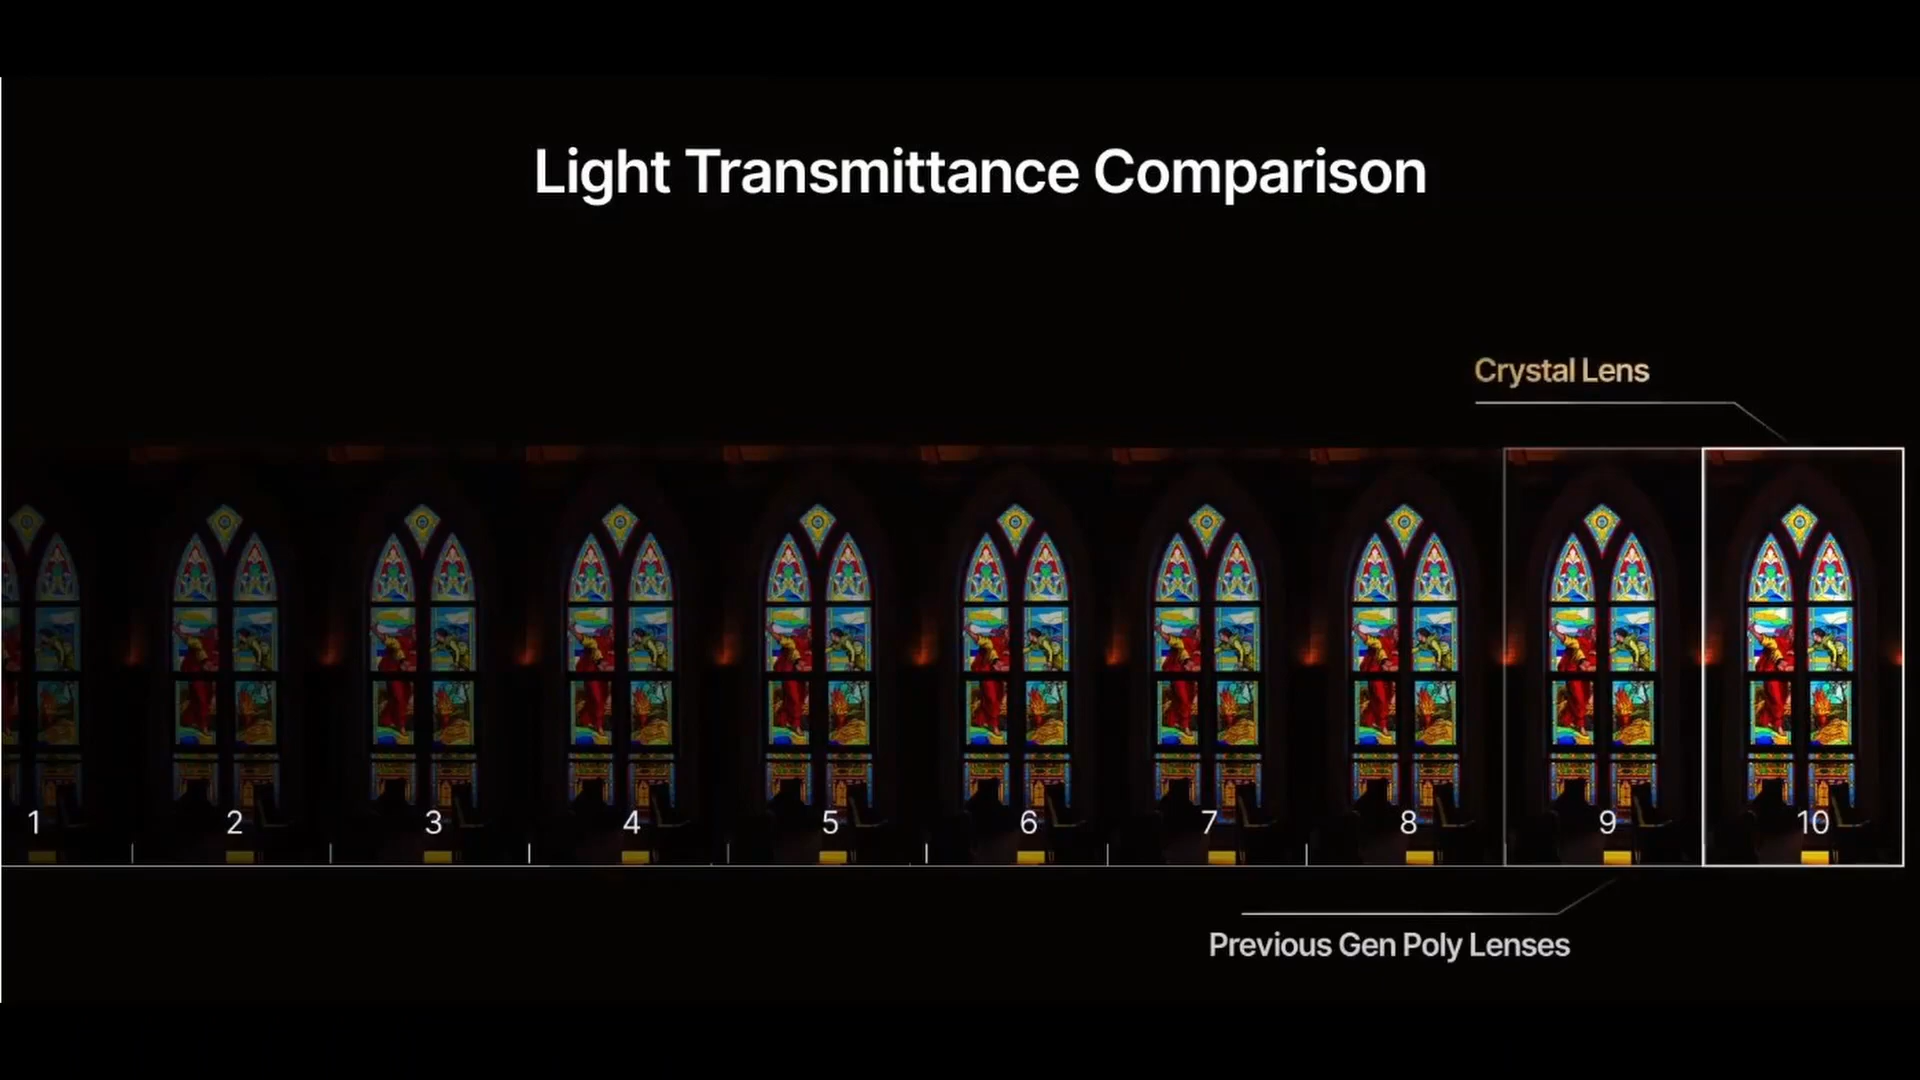 Light Transmittance Comparison
Crystal Lens
1 2 3 4 5 6 7 8 9 10
Previous Gen Poly Lenses